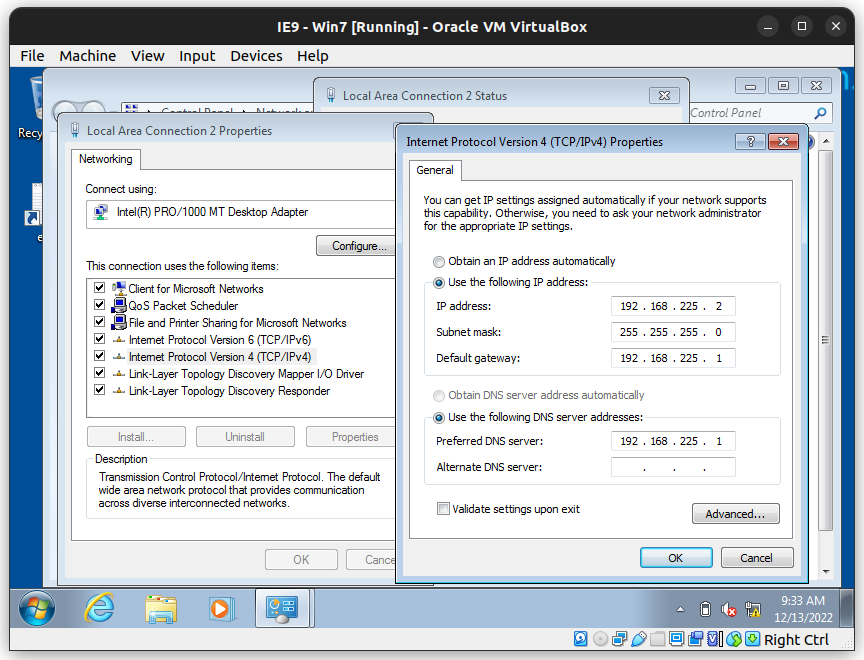 IE9 - Win7 [Running] - Oracle VM VirtualBox
File Machine View Input Devices Help
Recy
e
Local Area Connection 2 Status
Control Panel
Local Area Connection 2 Properties
Networking
Connect using:
Intel(R) PRO/1000 MT Desktop Adapter
Configure...
This connection uses the following items:
Client for Microsoft Networks
QoS Packet Scheduler
File and Printer Sharing for Microsoft Networks
Internet Protocol Version 6 (TCP/IPv6)
Internet Protocol Version 4 (TCP/IPv4)
Link-Layer Topology Discovery Mapper I/O Driver
Link-Layer Topology Discovery Responder
Install... Uninstall Properties
Description
Transmission Control Protocol/Internet Protocol. The default
wide area network protocol that provides communication
across diverse interconnected networks.
OK Cance
Internet Protocol Version 4 (TCP/IPv4) Properties
General
You can get IP settings assigned automatically if your network supports
this capability. Otherwise, you need to ask your network administrator
for the appropriate IP settings.
Obtain an IP address automatically
Use the following IP address:
IP address: 192 . 168 . 225 . 2
Subnet mask: 255 . 255 . 255 . 0
Default gateway: 192 . 168 . 225 . 1
Obtain DNS server address automatically
Use the following DNS server addresses:
Preferred DNS server: 192 . 168 . 225 . 1
Alternate DNS server: . . .
Validate settings upon exit
Advanced...
OK Cancel
9:33 AM
12/13/2022
Right Ctrl